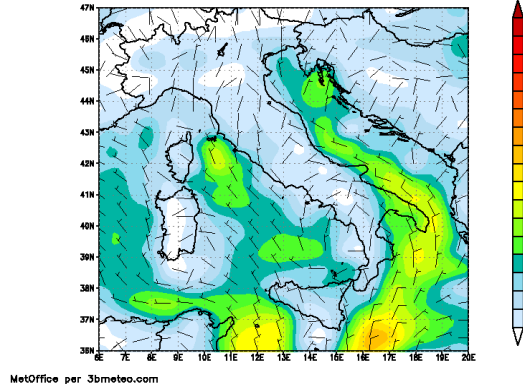 47N
46N
45N
44N
43N
42N
41N
40N
39N
38N
37N
36N
6E 7E 8E 9E 10E 11E 12E 13E 14E 15E 16E 17E 18E 19E 20E
MetOffice per 3bmeteo.com